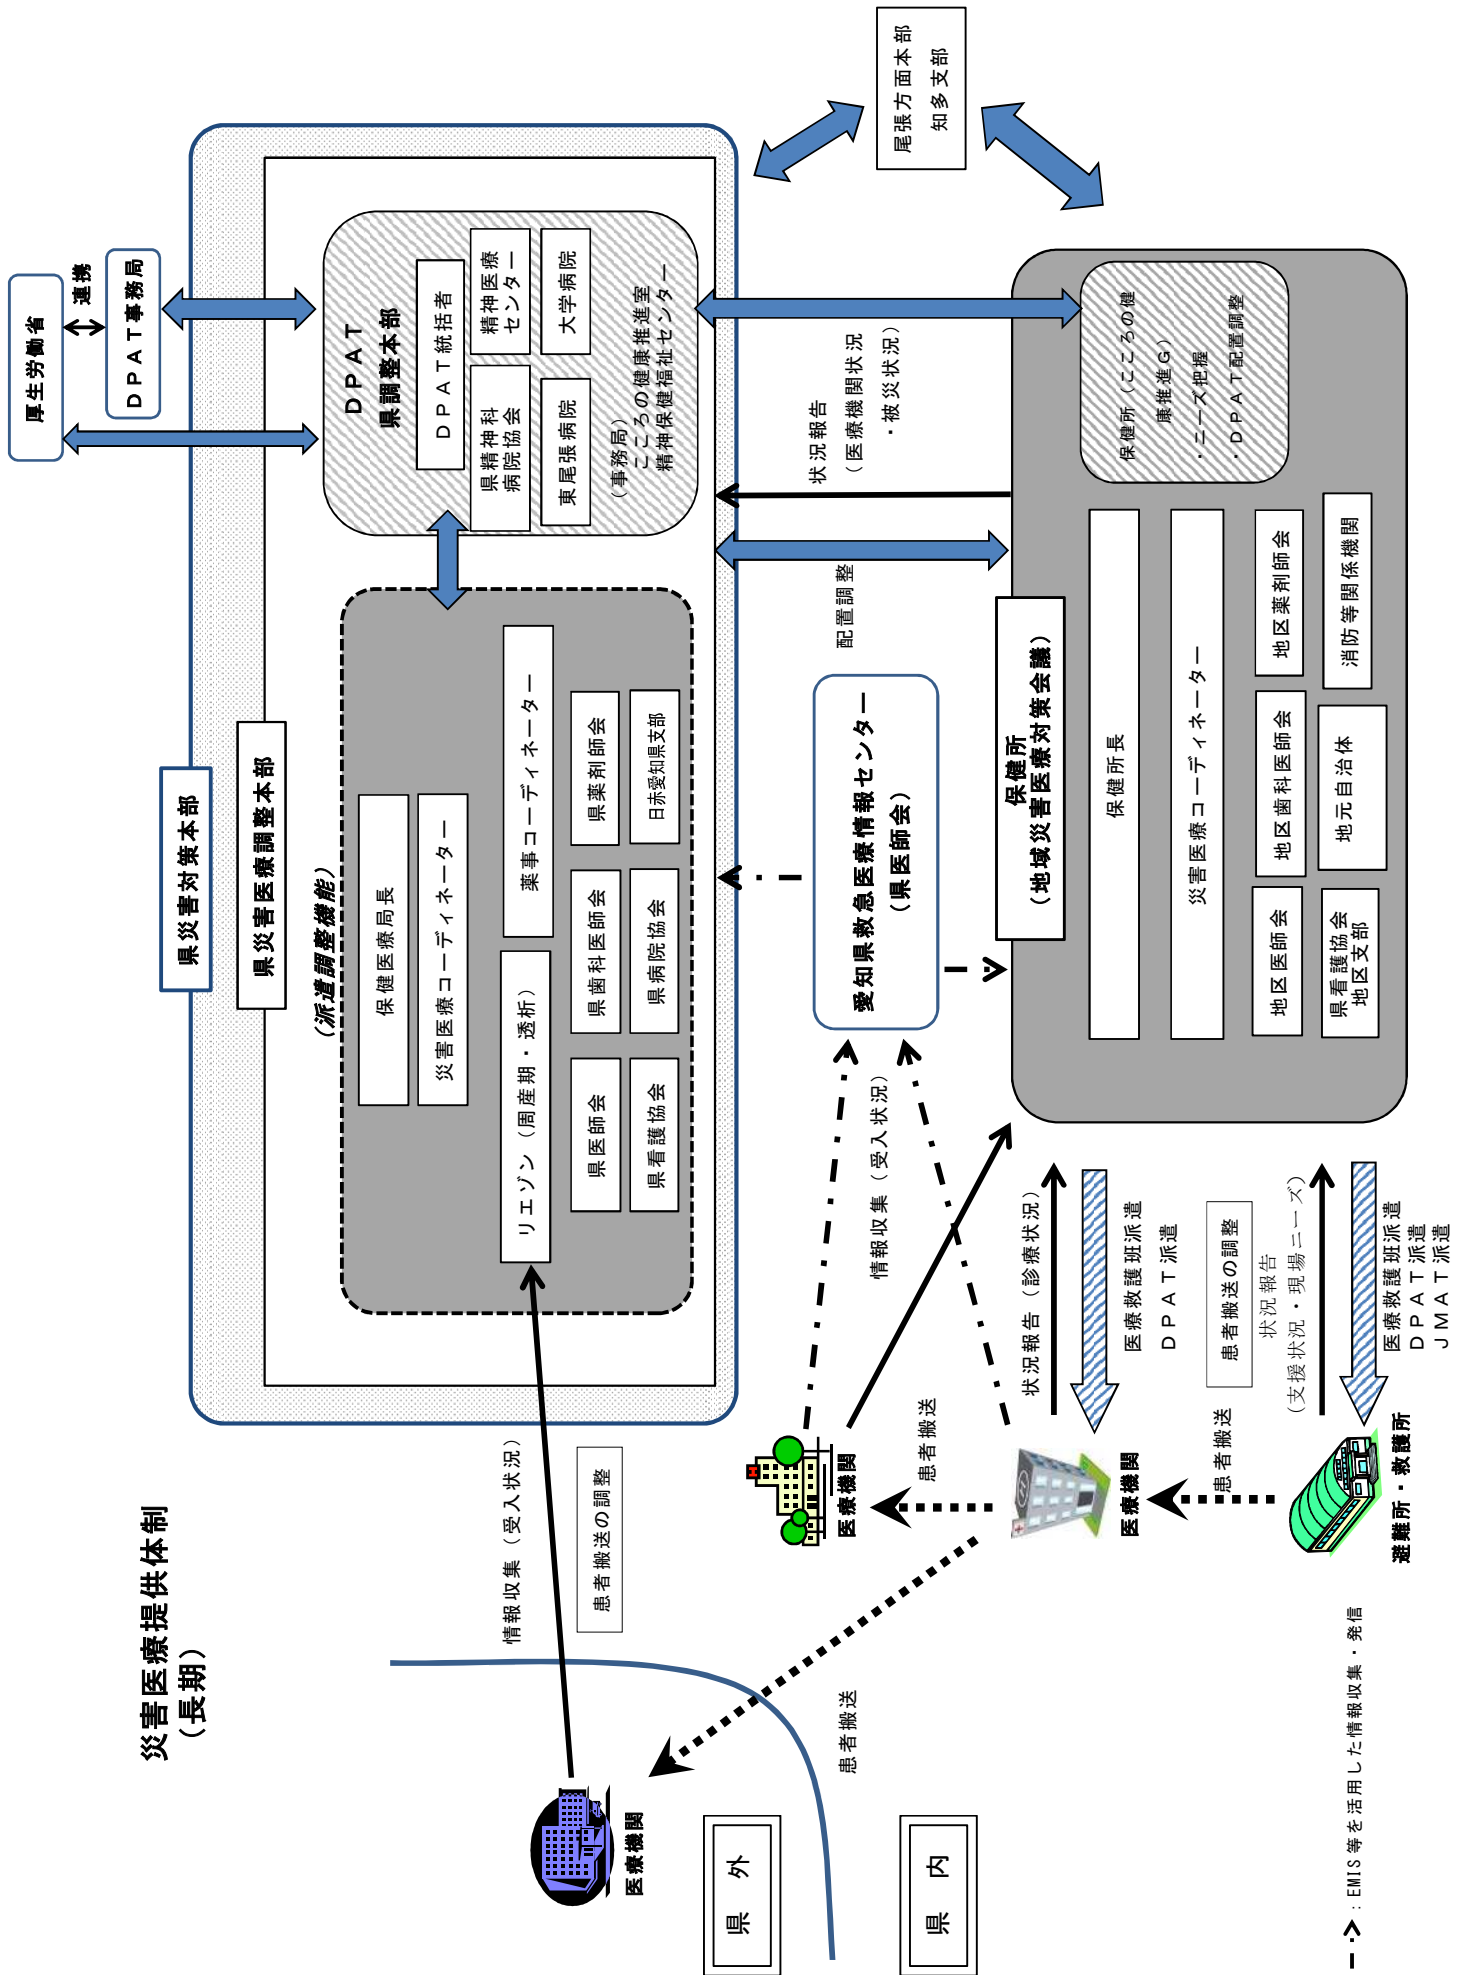 災害医療提供体制
（長期）
厚生労働省
連携
ＤＰＡＴ事務局
県災害対策本部
県災害医療調整本部
（派遣調整機能）
保健医療局長
災害医療コーディネーター
リエゾン（周産期・透析）
薬事コーディネーター
県医師会
県歯科医師会
県薬剤師会
県看護協会
県病院協会
日赤愛知県支部
ＤＰＡＴ
県調整本部
ＤＰＡＴ統括者
県精神科
病院協会
精神医療
センター
東尾張病院
大学病院
（事務局）
こころの健康推進室
精神保健福祉センター
尾張方面本部
知多支部
情報収集（受入状況）
患者搬送の調整
医療機関
県　外
県　内
患者搬送
愛知県救急医療情報センター
（県医師会）
配置調整
状況報告
（医療機関状況
・被災状況）
医療機関
情報収集（受入状況）
患者搬送
保健所
（地域災害医療対策会議）
保健所長
災害医療コーディネーター
地区医師会
地区歯科医師会
地区薬剤師会
県看護協会
地区支部
地元自治体
消防等関係機関
保健所（こころの健
康推進Ｇ）
・ニーズ把握
・ＤＰＡＴ配置調整
状況報告（診療状況）
医療救護班派遣
ＤＰＡＴ派遣
医療機関
患者搬送
患者搬送の調整
状況報告
（支援状況・現場ニーズ）
医療救護班派遣
ＤＰＡＴ派遣
ＪＭＡＴ派遣
避難所・救護所
：EMIS等を活用した情報収集・発信